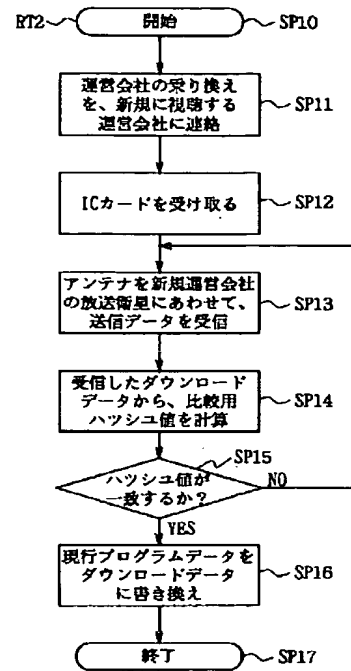 RT2
開始
SP10
運営会社の乗り換え
を、新規に視聴する
運営会社に連絡
SP11
ICカードを受け取る
SP12
アンテナを新規運営会社
の放送衛星にあわせて、
送信データを受信
SP13
受信したダウンロード
データから、比較用
ハツシユ値を計算
SP14
SP15
ハツシユ値が
一致するか?
NO
YES
現行プログラムデータを
ダウンロードデータ
に書き換え
SP16
終了
SP17